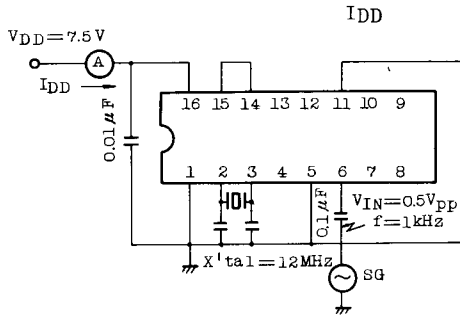 IDD
VDD=7.5V
A
IDD
0.01µF
16 15 14 13 12 11 10 9
1 2 3 4 5 6 7 8
0.1µF
VIN=0.5Vpp
f=1kHz
X'tal=12MHz
SG